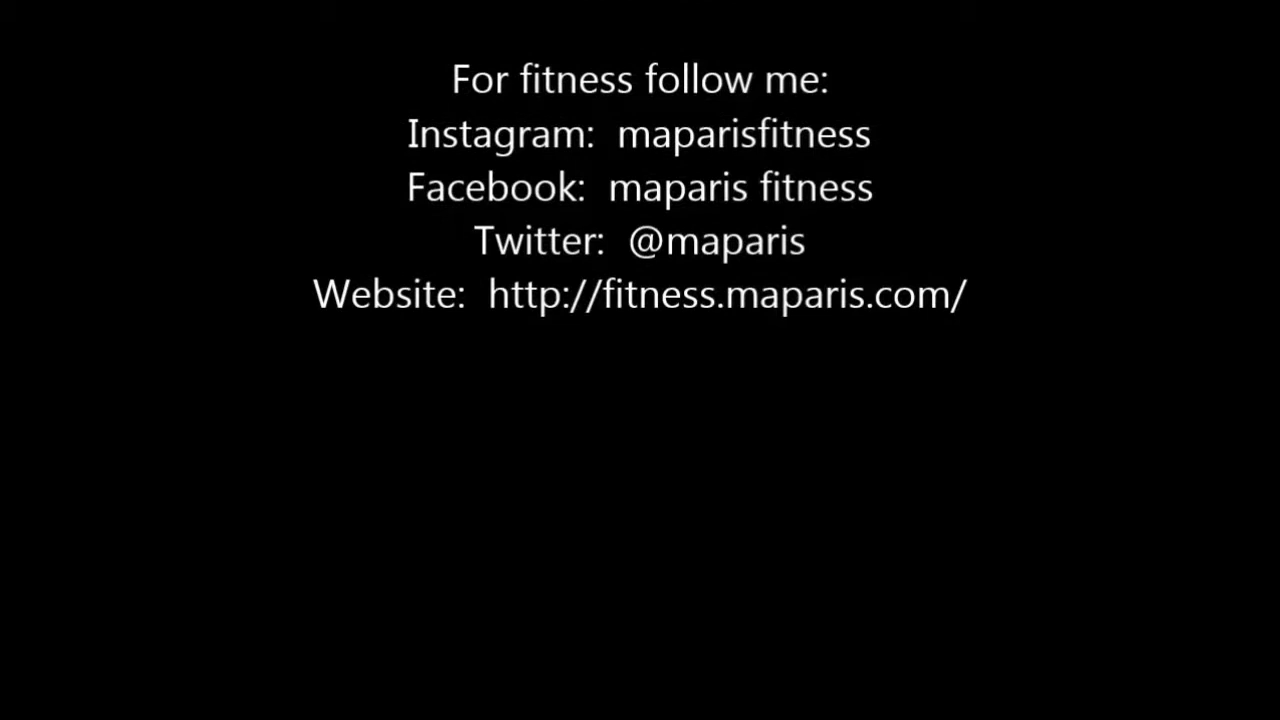 For fitness follow me:
Instagram:  maparisfitness
Facebook:  maparis fitness
Twitter:  @maparis
Website:  http://fitness.maparis.com/